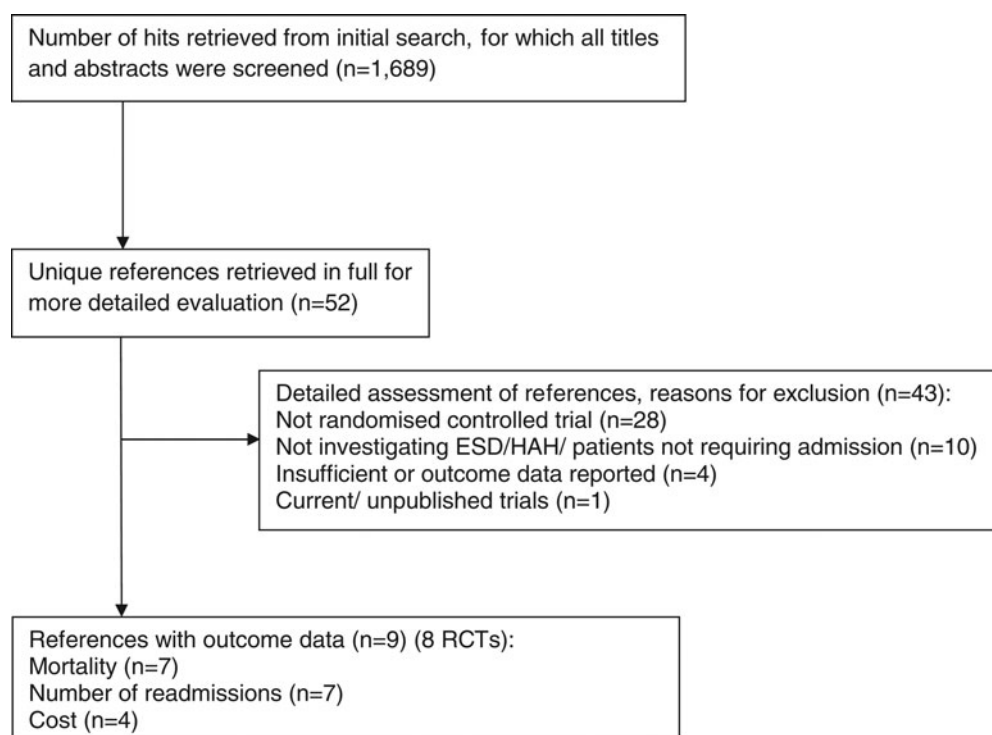 Number of hits retrieved from initial search, for which all titles
and abstracts were screened (n=1,689)
Unique references retrieved in full for
more detailed evaluation (n=52)
Detailed assessment of references, reasons for exclusion (n=43):
Not randomised controlled trial (n=28)
Not investigating ESD/HAH/ patients not requiring admission (n=10)
Insufficient or outcome data reported (n=4)
Current/ unpublished trials (n=1)
References with outcome data (n=9) (8 RCTs):
Mortality (n=7)
Number of readmissions (n=7)
Cost (n=4)